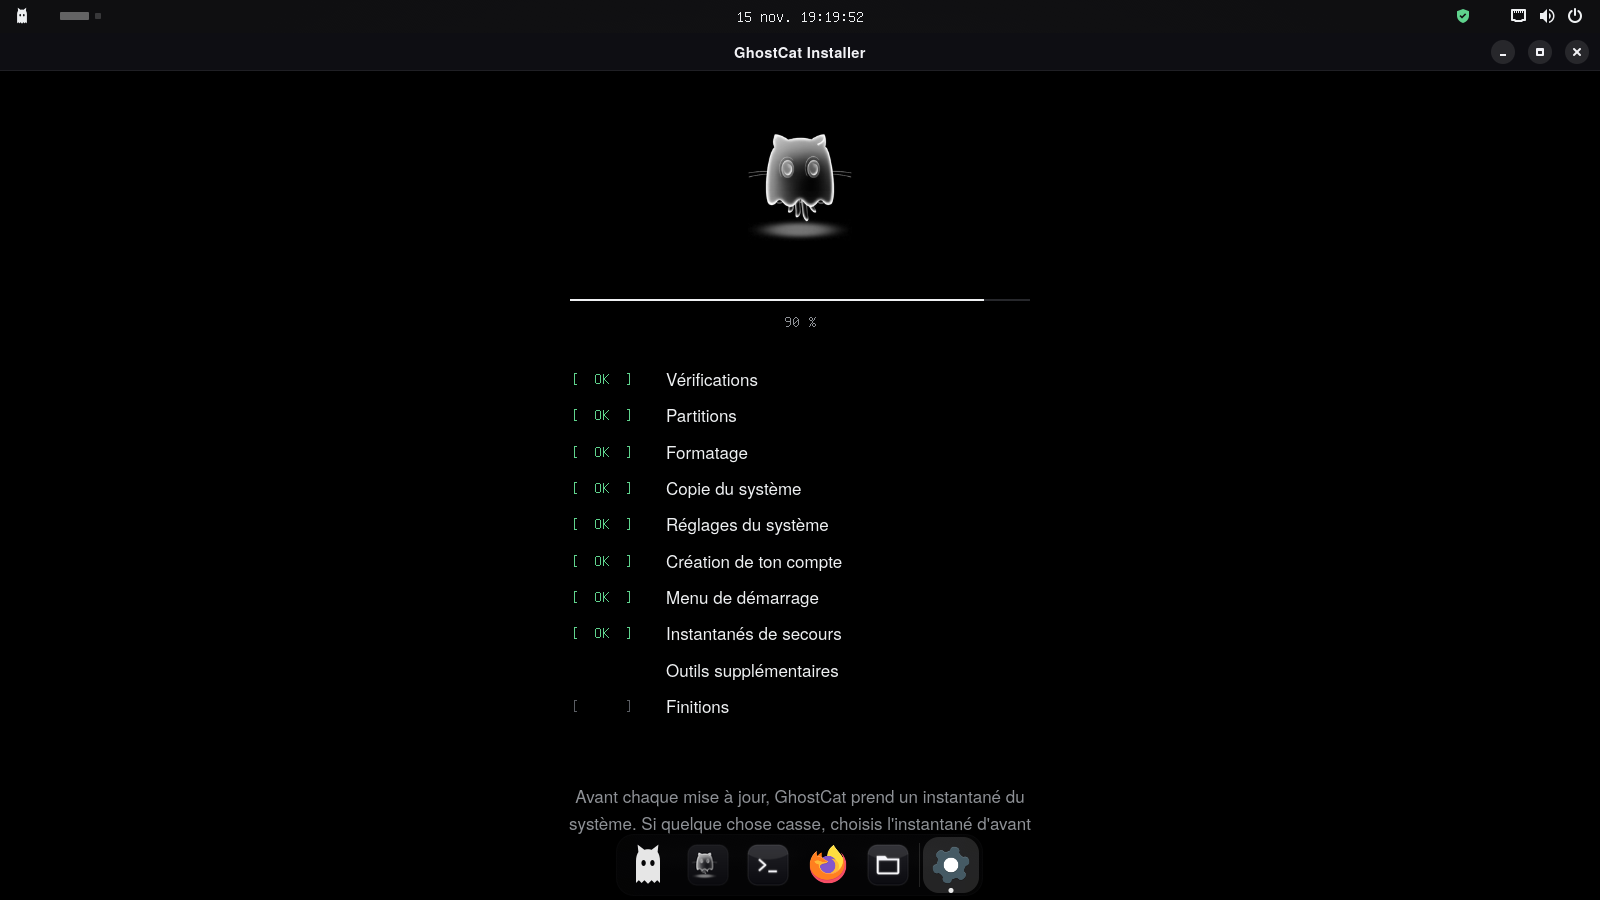 15 nov. 19:19:52
GhostCat Installer
90 %
[ OK ] Vérifications
[ OK ] Partitions
[ OK ] Formatage
[ OK ] Copie du système
[ OK ] Réglages du système
[ OK ] Création de ton compte
[ OK ] Menu de démarrage
[ OK ] Instantanés de secours
Outils supplémentaires
[ ] Finitions
Avant chaque mise à jour, GhostCat prend un instantané du
système. Si quelque chose casse, choisis l'instantané d'avant